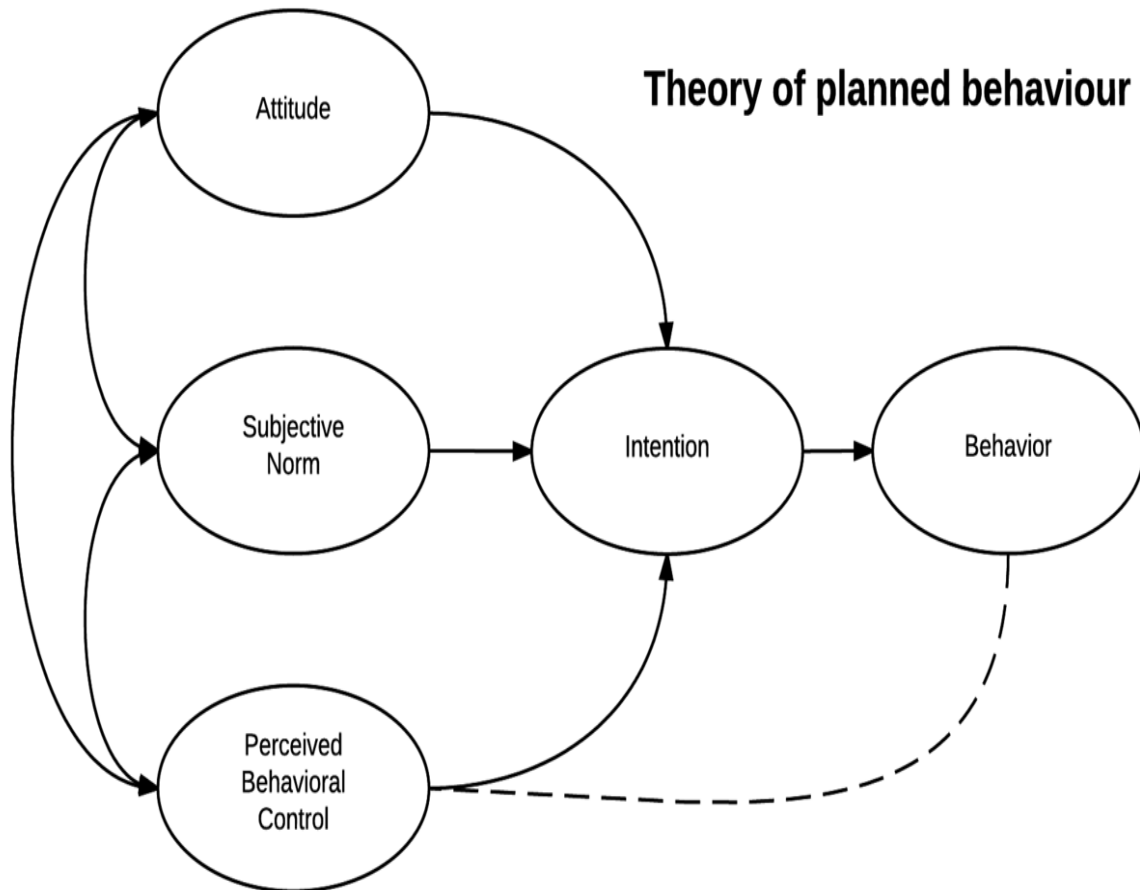 Theory of planned behaviour
Attitude
Subjective
Norm
Intention
Behavior
Perceived
Behavioral
Control